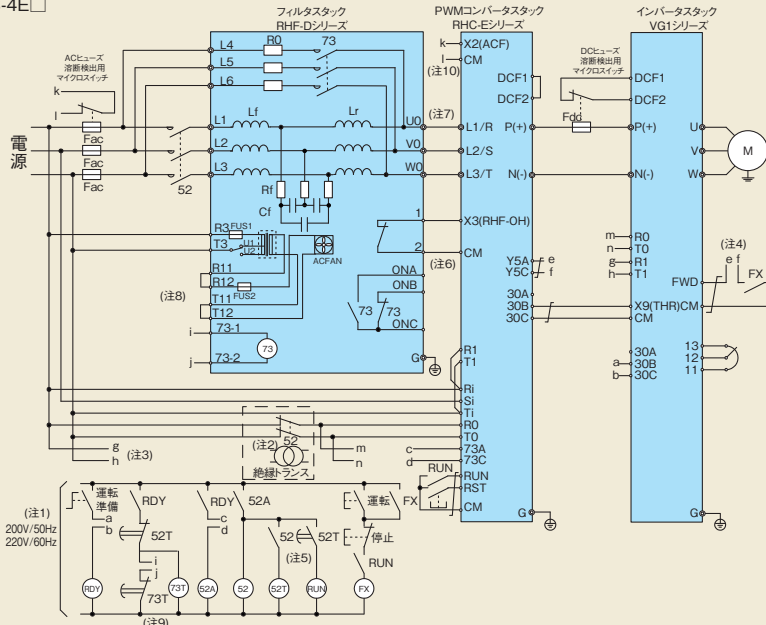 -4E□
フィルタスタック
RHF-Dシリーズ
PWMコンバータスタック
RHC-Eシリーズ
インバータスタック
VG1シリーズ
ACヒューズ
溶断検出用
マイクロスイッチ
k
l
L4
R0
73
L5
L6
k
X2(ACF)
l
CM
(注10)
DCF1
DCF2
DCヒューズ
溶断検出用
マイクロスイッチ
DCF1
DCF2
電源
Fac
Fac
Fac
52
L1
Lf
Lr
U0
(注7)
L1/R
P(+)
Fdc
P(+)
U
L2
V0
L2/S
V
M
L3
W0
L3/T
N(-)
N(-)
W
Rf
Cf
1
X3(RHF-OH)
2
CM
(注6)
R3
FUS1
T3
U1
U2
ACFAN
R11
R12
FUS2
T11
T12
(注8)
ONA
ONB
73
73
ONC
i
73-1
73
j
73-2
G
Y5A
e
Y5C
f
30A
30B
30C
m
R0
n
T0
g
R1
h
T1
(注4)
e f
FWD
FX
X9(THR)
CM
CM
30A
a
30B
b
30C
13
12
11
R1
T1
Ri
Si
Ti
R0
T0
c
73A
d
73C
RUN
RUN
RST
CM
G
G
g
h
(注3)
(注2)
52
絶縁トランス
m
n
(注1)
200V/50Hz
220V/60Hz
運転
準備
a
b
RDY
52T
i
j
73T
RDY
c
d
52A
52
52T
(注5)
運転
FX
停止
RUN
RDY
73T
52A
52
52T
RUN
FX
(注9)